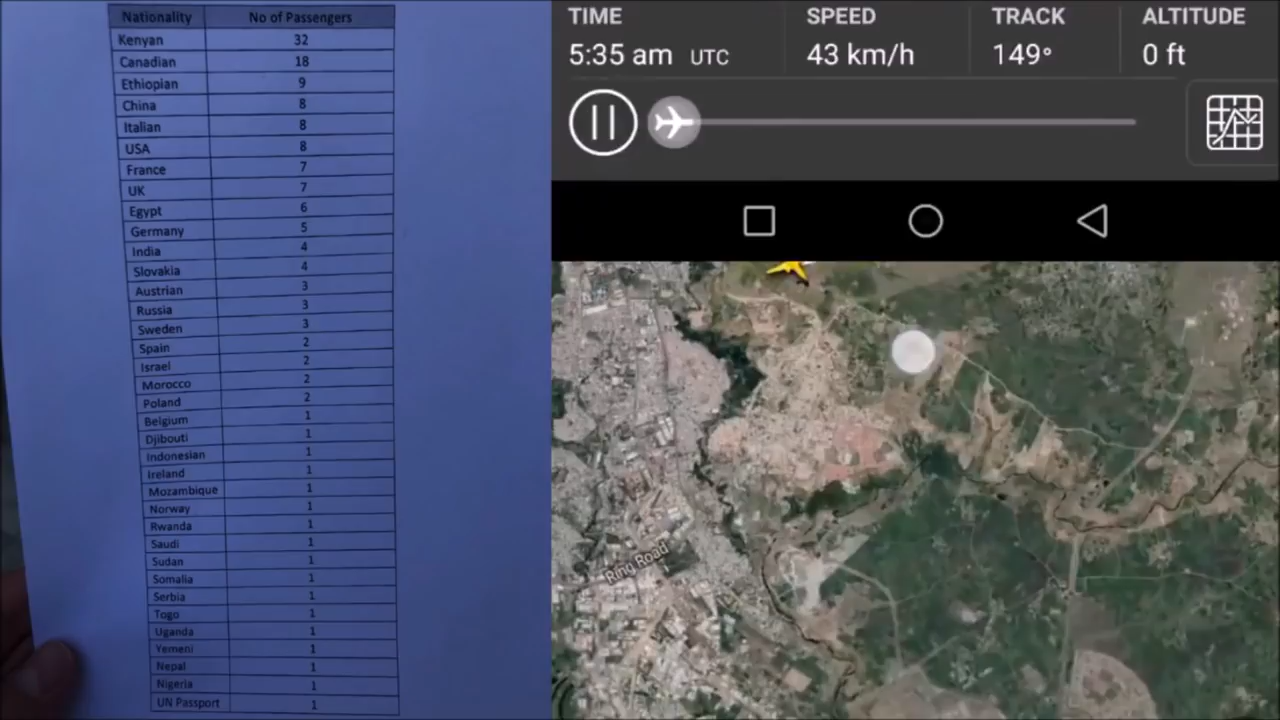 Nationality No of Passengers
Kenyan 32
Canadian 18
Ethiopian 9
China 8
Italian 8
USA 8
France 7
UK 7
Egypt 6
Germany 5
India 4
Slovakia 4
Austrian 3
Russia 3
Sweden 3
Spain 2
Israel 2
Morocco 2
Poland 2
Belgium 1
Djibouti 1
Indonesian 1
Ireland 1
Mozambique 1
Norway 1
Rwanda 1
Saudi 1
Sudan 1
Somalia 1
Serbia 1
Togo 1
Uganda 1
Yemeni 1
Nepal 1
Nigeria 1
UN Passport 1
TIME SPEED TRACK ALTITUDE
5:35 am UTC 43 km/h 149° 0 ft
Ring Road